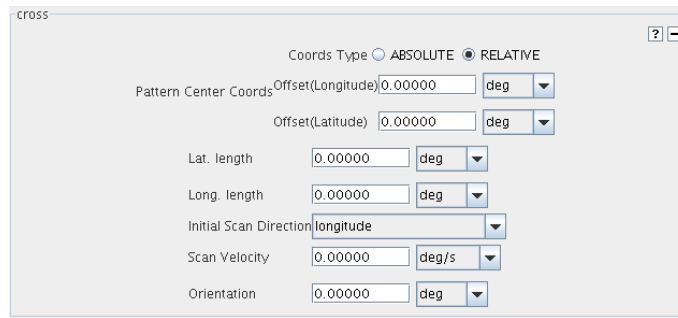 cross
?
Coords Type ABSOLUTE RELATIVE
Pattern Center Coords Offset(Longitude) 0.00000 deg
Offset(Latitude) 0.00000 deg
Lat. length 0.00000 deg
Long. length 0.00000 deg
Initial Scan Direction longitude
Scan Velocity 0.00000 deg/s
Orientation 0.00000 deg